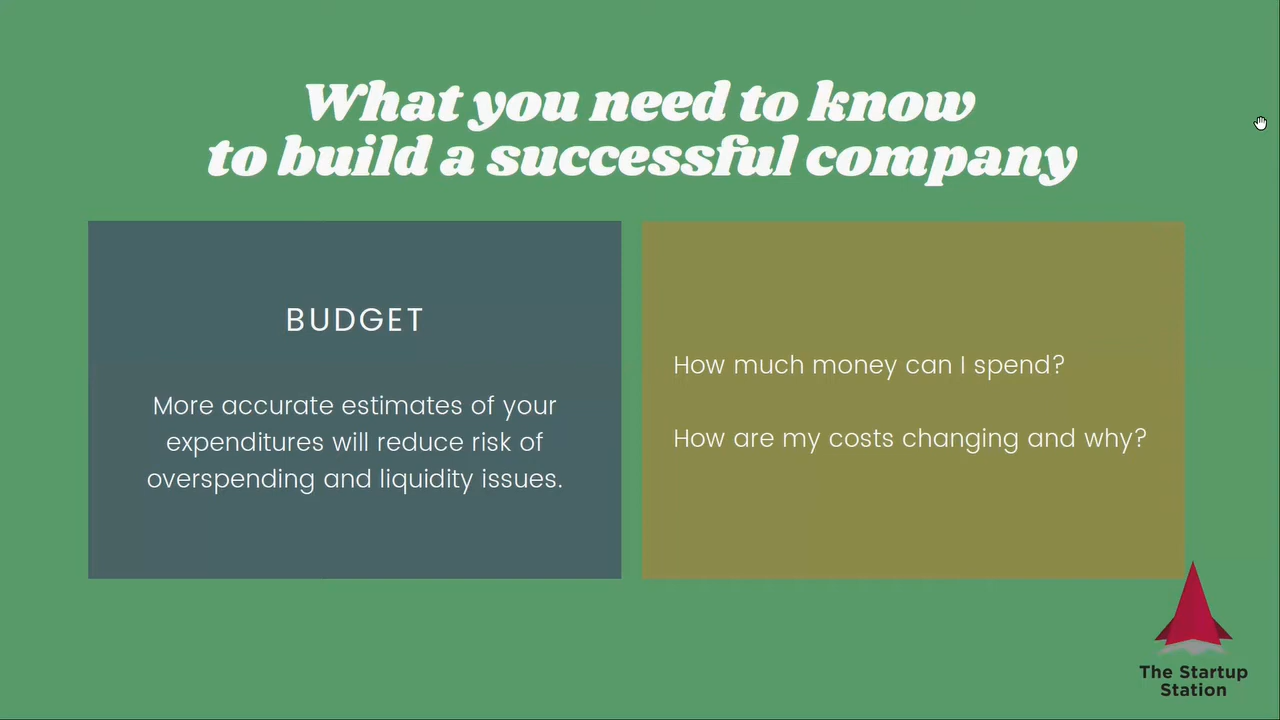 What you need to know
to build a successful company
BUDGET
More accurate estimates of your
expenditures will reduce risk of
overspending and liquidity issues.
How much money can I spend?
How are my costs changing and why?
The Startup
Station